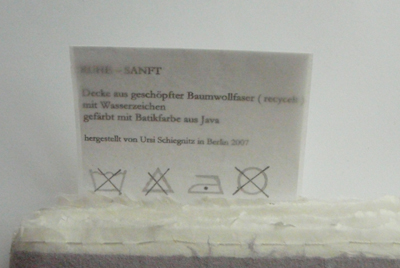 RUHE - SANFT
Decke aus geschöpfter Baumwollfaser ( recycelt )
mit Wasserzeichen
gefärbt mit Batikfarbe aus Java
hergestellt von Ursi Schiegnitz in Berlin 2007